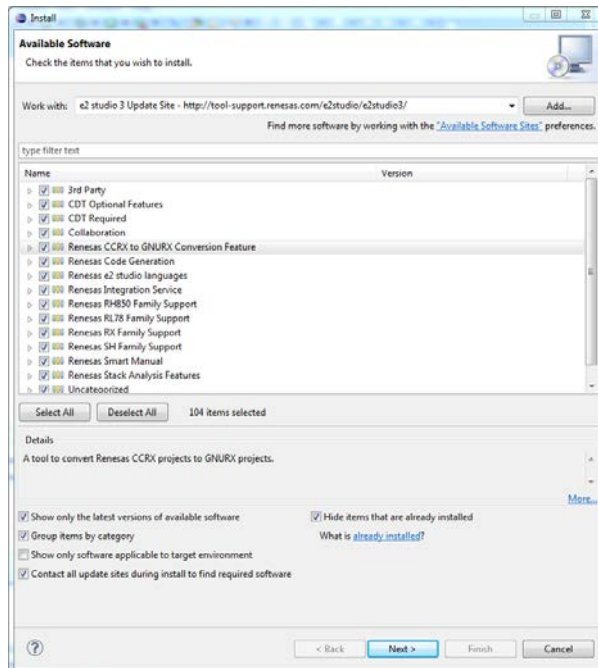 Install
Available Software
Check the items that you wish to install.
Work with: e2 studio 3 Update Site - http://tool-support.renesas.com/e2studio/e2studio3/ Add...
Find more software by working with the "Available Software Sites" preferences.
type filter text
Name Version
3rd Party
CDT Optional Features
CDT Required
Collaboration
Renesas CCRX to GNURX Conversion Feature
Renesas Code Generation
Renesas e2 studio languages
Renesas Integration Service
Renesas RH850 Family Support
Renesas RL78 Family Support
Renesas RX Family Support
Renesas SH Family Support
Renesas Smart Manual
Renesas Stack Analysis Features
Uncategorized
Select All Deselect All 104 items selected
Details
A tool to convert Renesas CCRX projects to GNURX projects.
More...
Show only the latest versions of available software Hide items that are already installed
Group items by category What is already installed?
Show only software applicable to target environment
Contact all update sites during install to find required software
? < Back Next > Finish Cancel